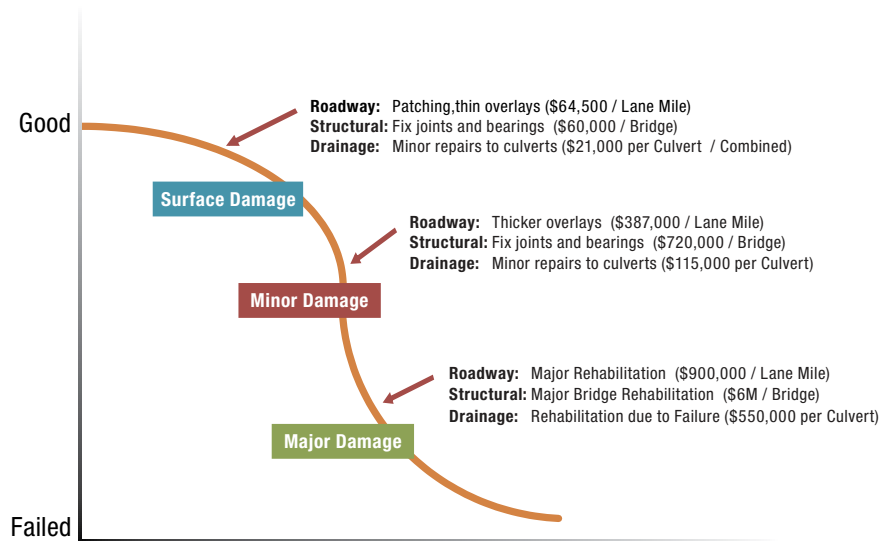 Good
Roadway: Patching,thin overlays ($64,500 / Lane Mile)
Structural: Fix joints and bearings ($60,000 / Bridge)
Drainage: Minor repairs to culverts ($21,000 per Culvert / Combined)
Surface Damage
Roadway: Thicker overlays ($387,000 / Lane Mile)
Structural: Fix joints and bearings ($720,000 / Bridge)
Drainage: Minor repairs to culverts ($115,000 per Culvert)
Minor Damage
Roadway: Major Rehabilitation ($900,000 / Lane Mile)
Structural: Major Bridge Rehabilitation ($6M / Bridge)
Drainage: Rehabilitation due to Failure ($550,000 per Culvert)
Major Damage
Failed